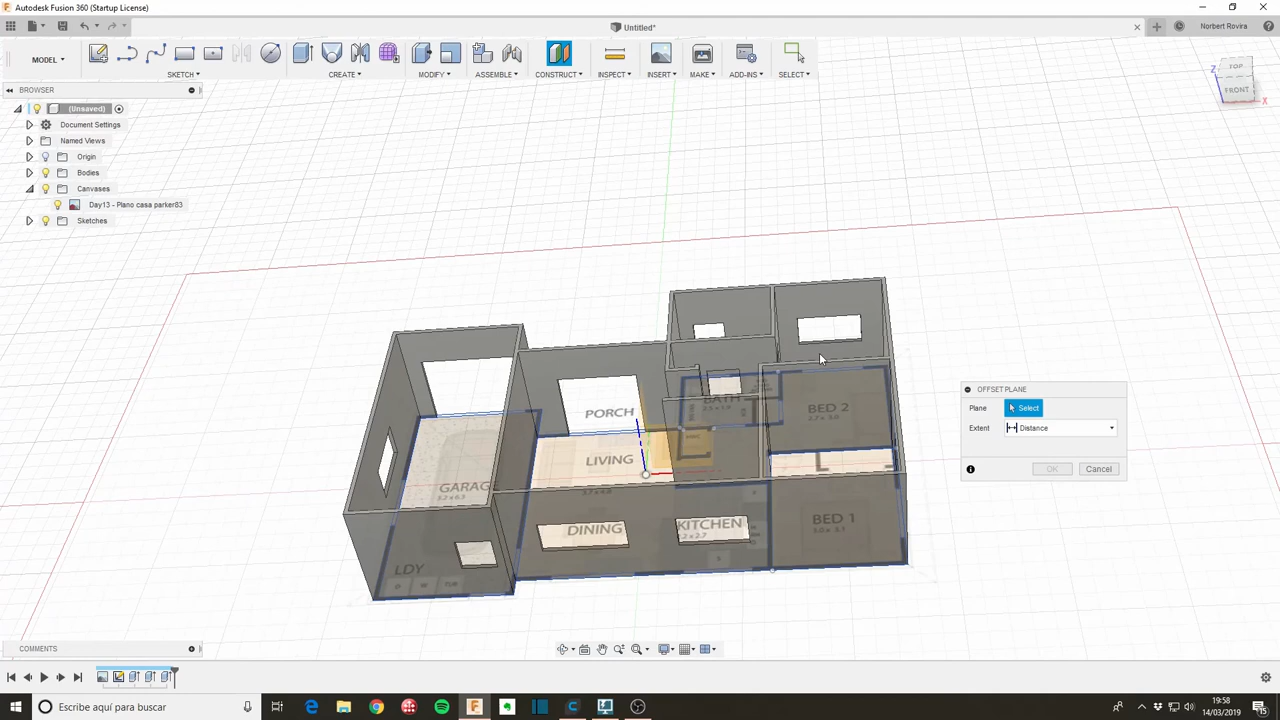 Autodesk Fusion 360 (Startup License)
Untitled*
Norbert Rovira
MODEL
SKETCH
CREATE
MODIFY
ASSEMBLE
CONSTRUCT
INSPECT
INSERT
MAKE
ADD-INS
SELECT
TOP
FRONT
Z
X
BROWSER
(Unsaved)
Document Settings
Named Views
Origin
Bodies
Canvases
Day13 - Plano casa parker83
Sketches
OFFSET PLANE
Plane
Select
Extent
Distance
OK
Cancel
PORCH
BATH
BED 2
LIVING
GARAGE
DINING
KITCHEN
BED 1
LDY
COMMENTS
Escribe aquí para buscar
19:58
14/03/2019
15